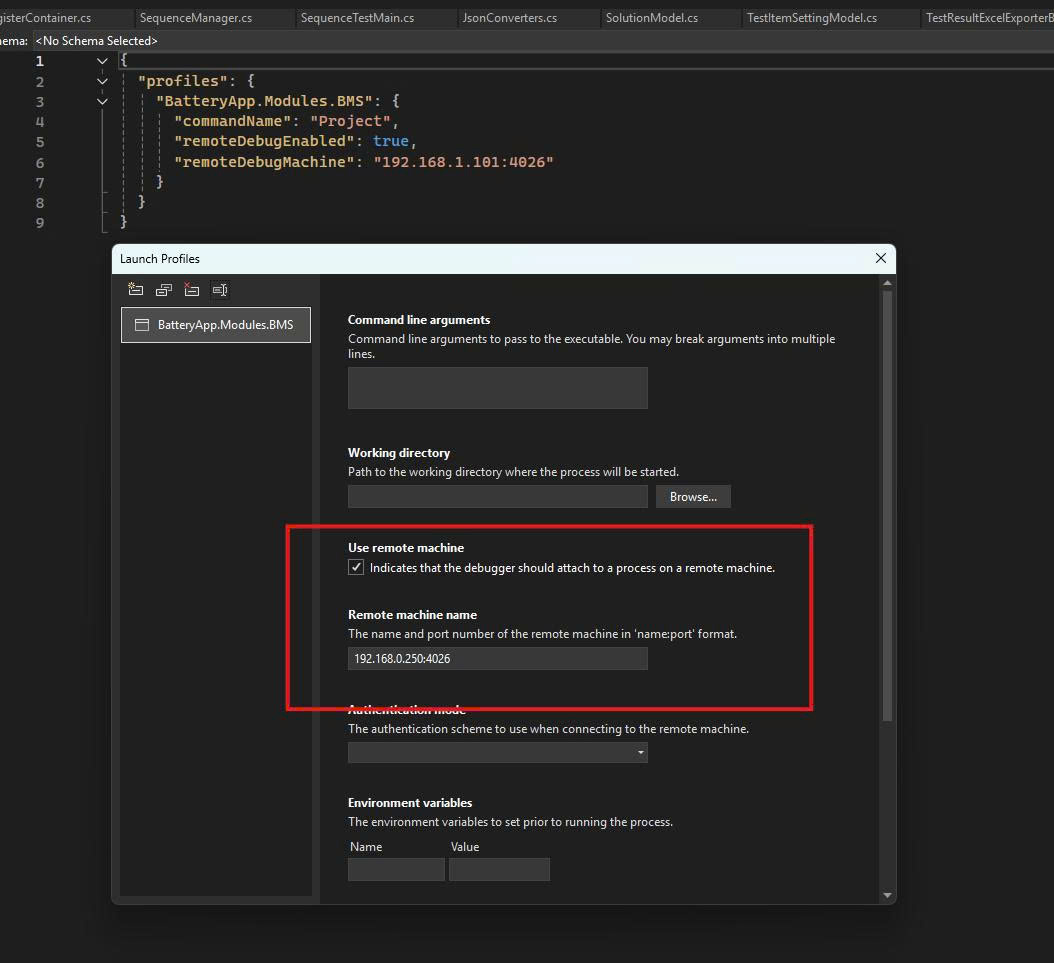 gisterContainer.cs SequenceManager.cs SequenceTestMain.cs JsonConverters.cs SolutionModel.cs TestItemSettingModel.cs TestResultExcelExporterB
ema: <No Schema Selected>
1 {
2 "profiles": {
3 "BatteryApp.Modules.BMS": {
4 "commandName": "Project",
5 "remoteDebugEnabled": true,
6 "remoteDebugMachine": "192.168.1.101:4026"
7 }
8 }
9 }
Launch Profiles
BatteryApp.Modules.BMS
Command line arguments
Command line arguments to pass to the executable. You may break arguments into multiple
lines.
Working directory
Path to the working directory where the process will be started.
Browse...
Use remote machine
Indicates that the debugger should attach to a process on a remote machine.
Remote machine name
The name and port number of the remote machine in 'name:port' format.
192.168.0.250:4026
Authentication mode
The authentication scheme to use when connecting to the remote machine.
Environment variables
The environment variables to set prior to running the process.
Name Value